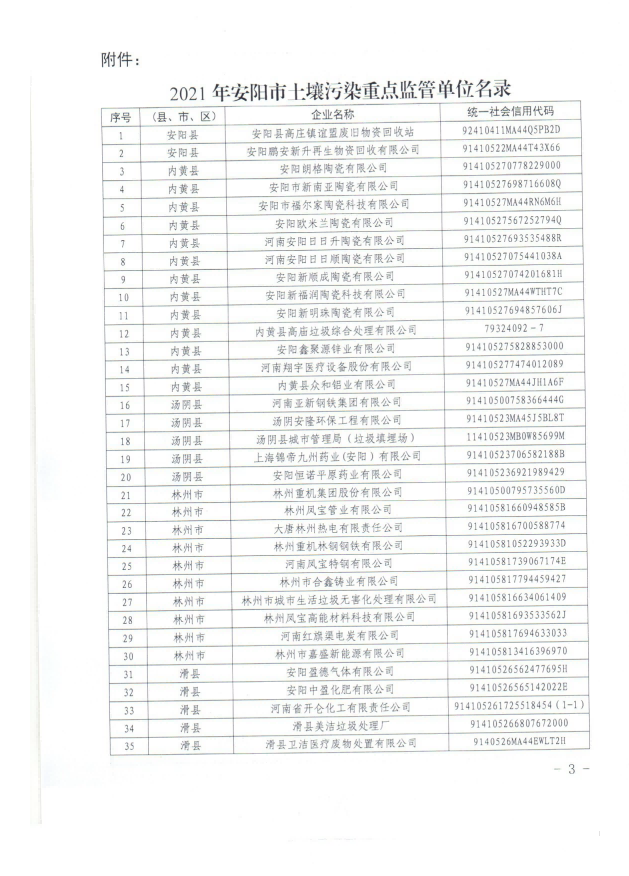 附件：
2021 年安阳市土壤污染重点监管单位名录
序号 （县、市、区） 企业名称 统一社会信用代码
1 安阳县 安阳县高庄镇谊盟废旧物资回收站 92410411MA44Q5PB2D
2 安阳县 安阳鹏安新升再生物资回收有限公司 91410522MA44T43X66
3 内黄县 安阳朗格陶瓷有限公司 914105270778229000
4 内黄县 安阳市新南亚陶瓷有限公司 91410527698716608Q
5 内黄县 安阳市福尔家陶瓷科技有限公司 91410527MA44RN6M6H
6 内黄县 安阳欧米兰陶瓷有限公司 91410527567252794Q
7 内黄县 河南安阳日日升陶瓷有限公司 91410527693535488R
8 内黄县 河南安阳日日顺陶瓷有限公司 91410527075441038A
9 内黄县 安阳新顺成陶瓷有限公司 91410527074201681H
10 内黄县 安阳新福润陶瓷科技有限公司 91410527MA44WTHT7C
11 内黄县 安阳新明珠陶瓷有限公司 91410527694857606J
12 内黄县 内黄县高庙垃圾综合处理有限公司 79324092－7
13 内黄县 安阳鑫聚源锌业有限公司 914105275828853000
14 内黄县 河南翔宇医疗设备股份有限公司 914105277474012089
15 内黄县 内黄县众和铝业有限公司 91410527MA44JH1A6F
16 汤阴县 河南亚新钢铁集团有限公司 91410500758366444G
17 汤阴县 汤阴安隆环保工程有限公司 91410523MA45J5BL8T
18 汤阴县 汤阴县城市管理局（垃圾填埋场） 11410523MB0W85699M
19 汤阴县 上海锦帝九州药业(安阳）有限公司 91410523706582188B
20 汤阴县 安阳恒诺平原药业有限公司 914105236921989429
21 林州市 林州重机集团股份有限公司 91410500795735560D
22 林州市 林州凤宝管业有限公司 91410581660948585B
23 林州市 大唐林州热电有限责任公司 914105816700588774
24 林州市 林州重机林钢钢铁有限公司 91410581052293933D
25 林州市 河南凤宝特钢有限公司 91410581739067174E
26 林州市 林州市合鑫铸业有限公司 914105817794459427
27 林州市 林州市城市生活垃圾无害化处理有限公司 914105816634061409
28 林州市 林州凤宝高能材料科技有限公司 91410581693533562J
29 林州市 河南红旗渠电炭有限公司 914105817694633033
30 林州市 林州市嘉盛新能源有限公司 914105813416396970
31 滑县 安阳盈德气体有限公司 91410526562477695H
32 滑县 安阳中盈化肥有限公司 91410526565142022E
33 滑县 河南省开仑化工有限责任公司 914105261725518454(1-1)
34 滑县 滑县美洁垃圾处理厂 914105266807672000
35 滑县 滑县卫洁医疗废物处置有限公司 9140526MA44EWLT2H
- 3 -